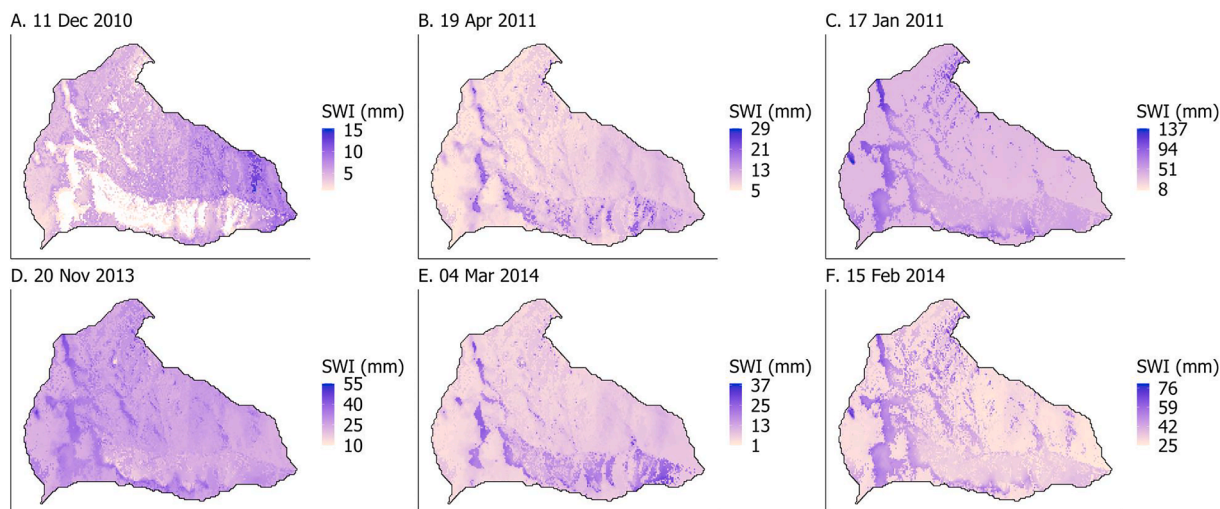 A. 11 Dec 2010
SWI (mm)
15
10
5
B. 19 Apr 2011
SWI (mm)
29
21
13
5
C. 17 Jan 2011
SWI (mm)
137
94
51
8
D. 20 Nov 2013
SWI (mm)
55
40
25
10
E. 04 Mar 2014
SWI (mm)
37
25
13
1
F. 15 Feb 2014
SWI (mm)
76
59
42
25